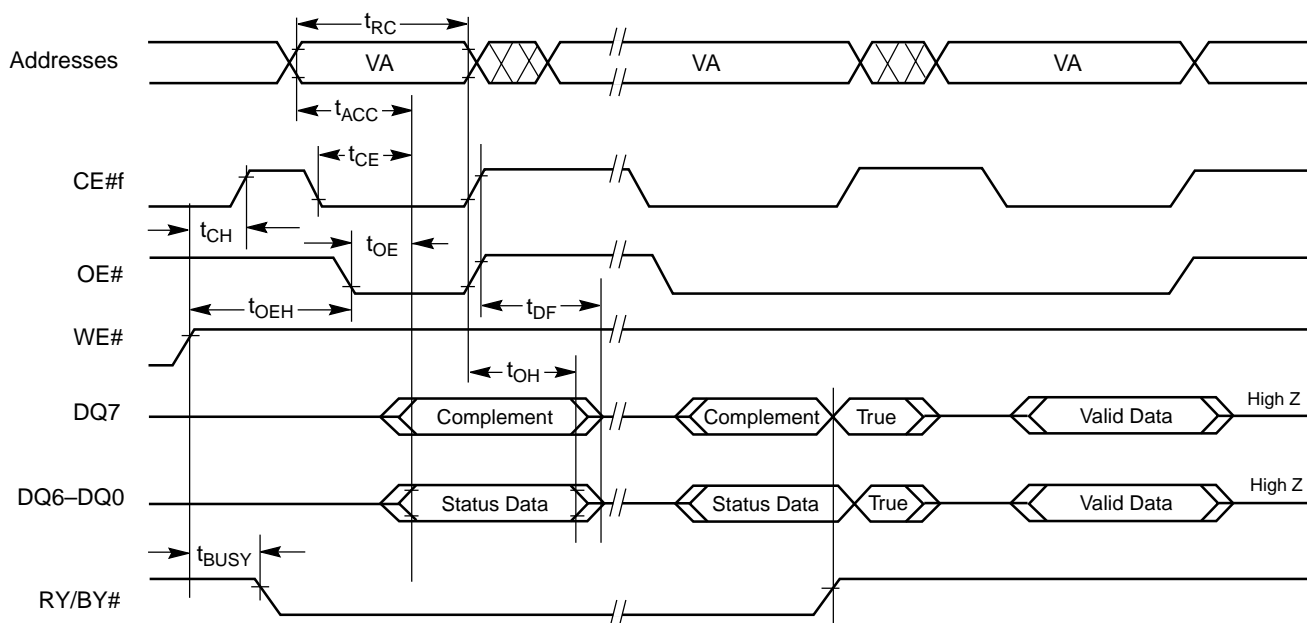 tRC
Addresses VA VA VA
tACC
tCE
CE#f
tCH
tOE
OE#
tOEH
tDF
WE#
tOH
DQ7 Complement Complement True Valid Data High Z
DQ6–DQ0 Status Data Status Data True Valid Data High Z
tBUSY
RY/BY#